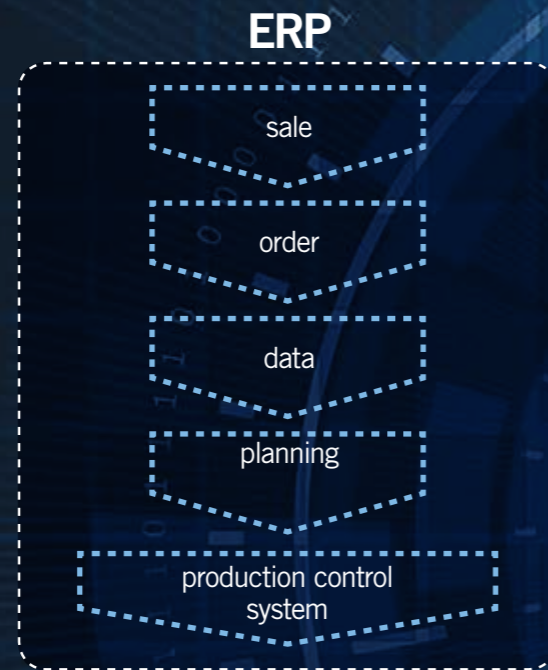 ERP
sale
order
data
planning
production control
system